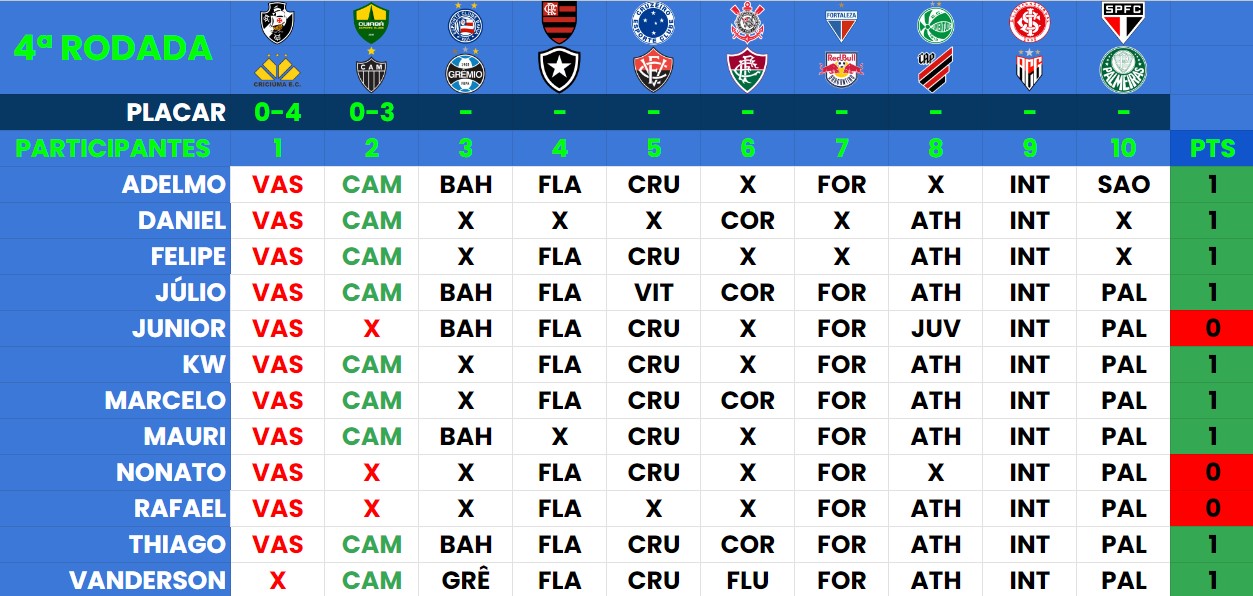 4ª RODADA
FORTALEZA
SPFC
CRICIÚMA E.C.
CAM
GRÊMIO
CAP
PALMEIRAS
PLACAR 0-4 0-3 - - - - - - - -
PARTICIPANTES 1 2 3 4 5 6 7 8 9 10 PTS
ADELMO VAS CAM BAH FLA CRU X FOR X INT SAO 1
DANIEL VAS CAM X X X COR X ATH INT X 1
FELIPE VAS CAM X FLA CRU X X ATH INT X 1
JÚLIO VAS CAM BAH FLA VIT COR FOR ATH INT PAL 1
JUNIOR VAS X BAH FLA CRU X FOR JUV INT PAL 0
KW VAS CAM X FLA CRU X FOR ATH INT PAL 1
MARCELO VAS CAM X FLA CRU COR FOR ATH INT PAL 1
MAURI VAS CAM BAH X CRU X FOR ATH INT PAL 1
NONATO VAS X X FLA CRU X FOR X INT PAL 0
RAFAEL VAS X X FLA X X FOR ATH INT PAL 0
THIAGO VAS CAM BAH FLA CRU COR FOR ATH INT PAL 1
VANDERSON X CAM GRÊ FLA CRU FLU FOR ATH INT PAL 1